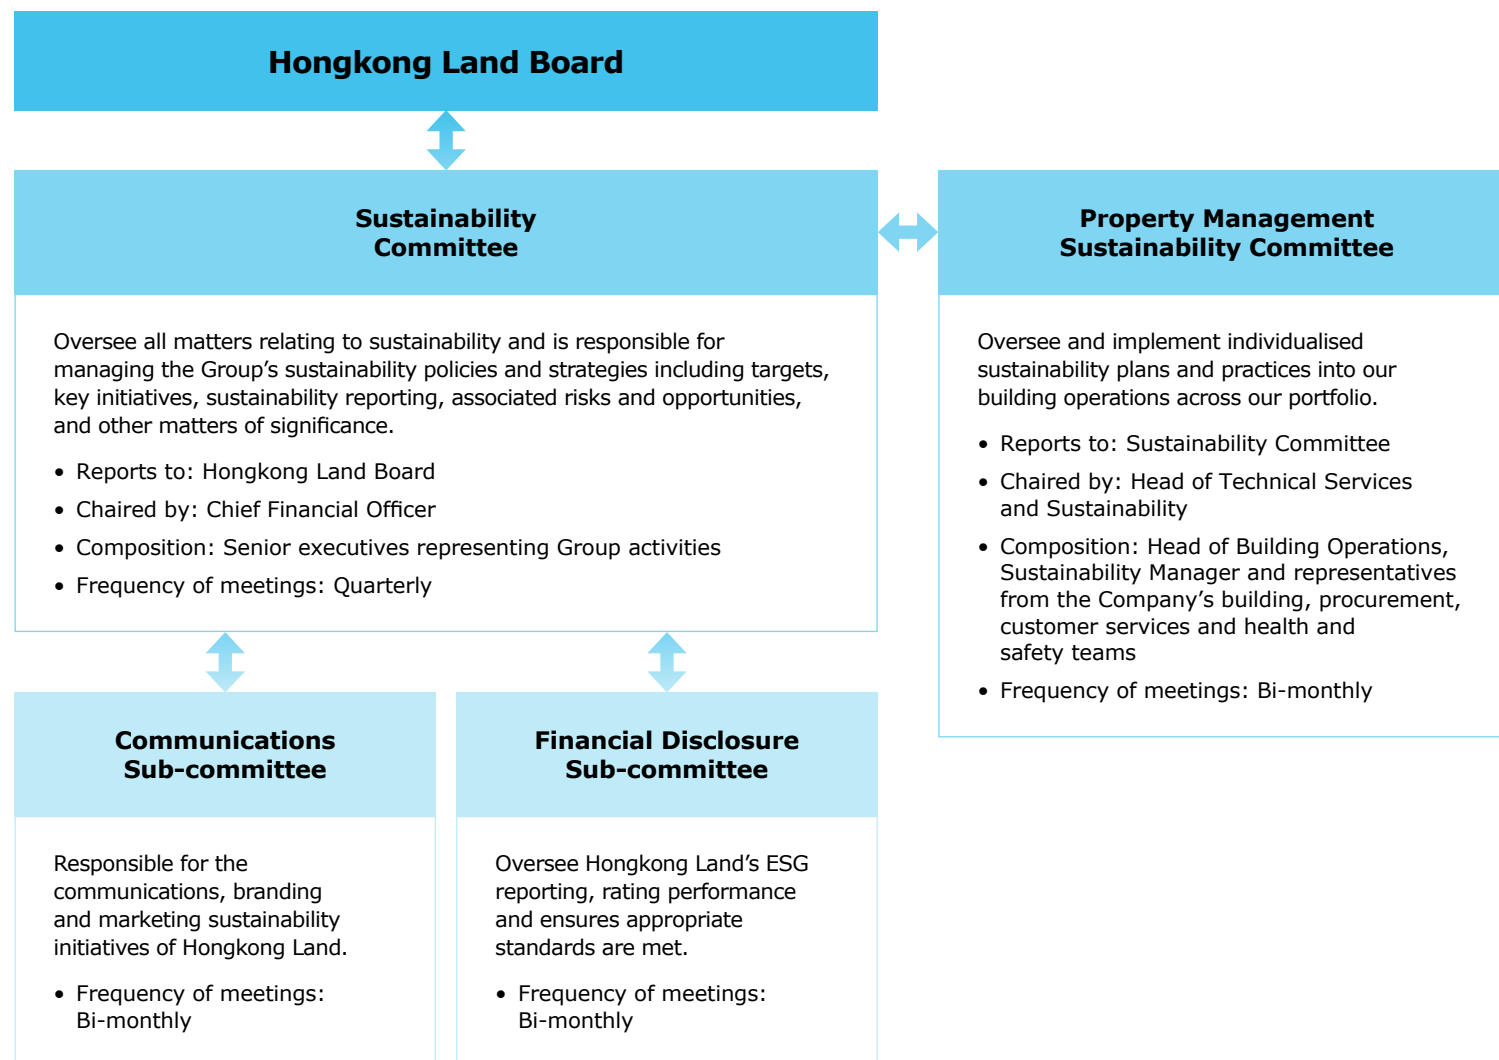 Hongkong Land Board
Sustainability
Committee
Oversee all matters relating to sustainability and is responsible for
managing the Group’s sustainability policies and strategies including targets,
key initiatives, sustainability reporting, associated risks and opportunities,
and other matters of significance.
• Reports to: Hongkong Land Board
• Chaired by: Chief Financial Officer
• Composition: Senior executives representing Group activities
• Frequency of meetings: Quarterly
Property Management
Sustainability Committee
Oversee and implement individualised
sustainability plans and practices into our
building operations across our portfolio.
• Reports to: Sustainability Committee
• Chaired by: Head of Technical Services
and Sustainability
• Composition: Head of Building Operations,
Sustainability Manager and representatives
from the Company’s building, procurement,
customer services and health and
safety teams
• Frequency of meetings: Bi-monthly
Communications
Sub-committee
Responsible for the
communications, branding
and marketing sustainability
initiatives of Hongkong Land.
• Frequency of meetings:
Bi-monthly
Financial Disclosure
Sub-committee
Oversee Hongkong Land’s ESG
reporting, rating performance
and ensures appropriate
standards are met.
• Frequency of meetings:
Bi-monthly